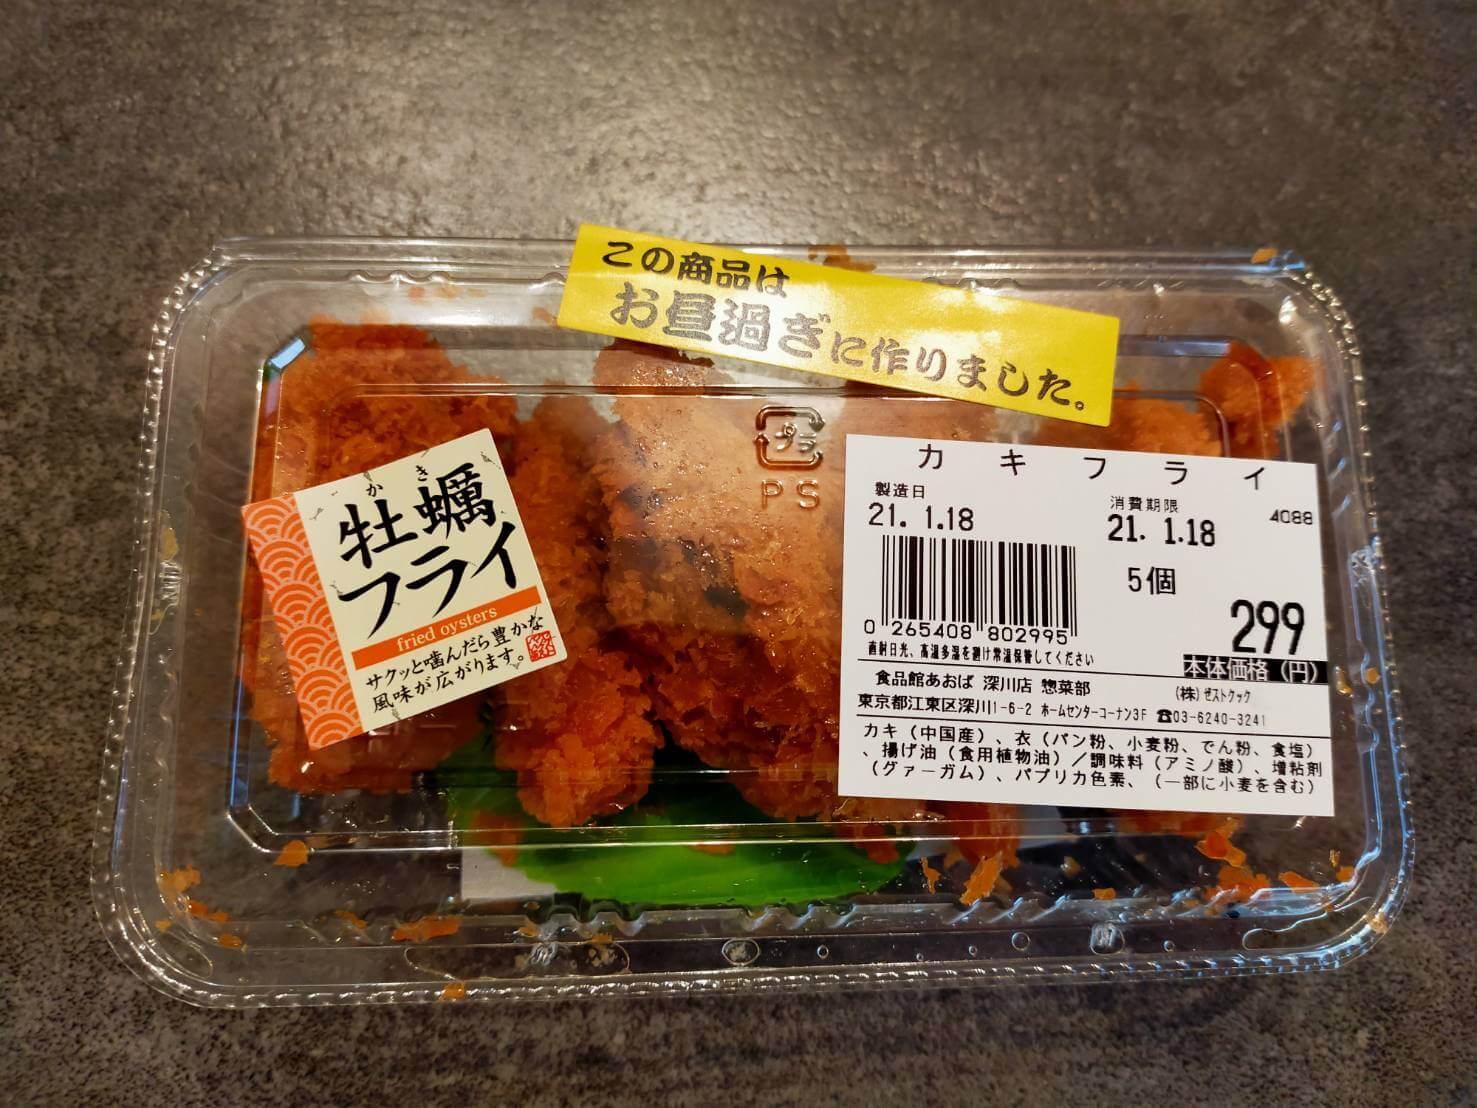 この商品は
お昼過ぎに作りました。
かき
牡蠣
フライ
fried oysters
サクッと噛んだら豊かな
風味が広がります。
プラ
PS
カキフライ
製造日
消費期限
21. 1.18
21. 1.18
4088
5個
299
本体価格(円)
0 265408 802995
直射日光、高温多湿を避け常温保管してください
食品館あおば 深川店 惣菜部
(株)ゼストクック
東京都江東区深川1-6-2 ホームセンターコーナン3F ☎03-6240-3241
カキ(中国産)、衣(パン粉、小麦粉、でん粉、食塩)
、揚げ油(食用植物油)/調味料(アミノ酸)、増粘剤
(グァーガム)、パプリカ色素、(一部に小麦を含む)